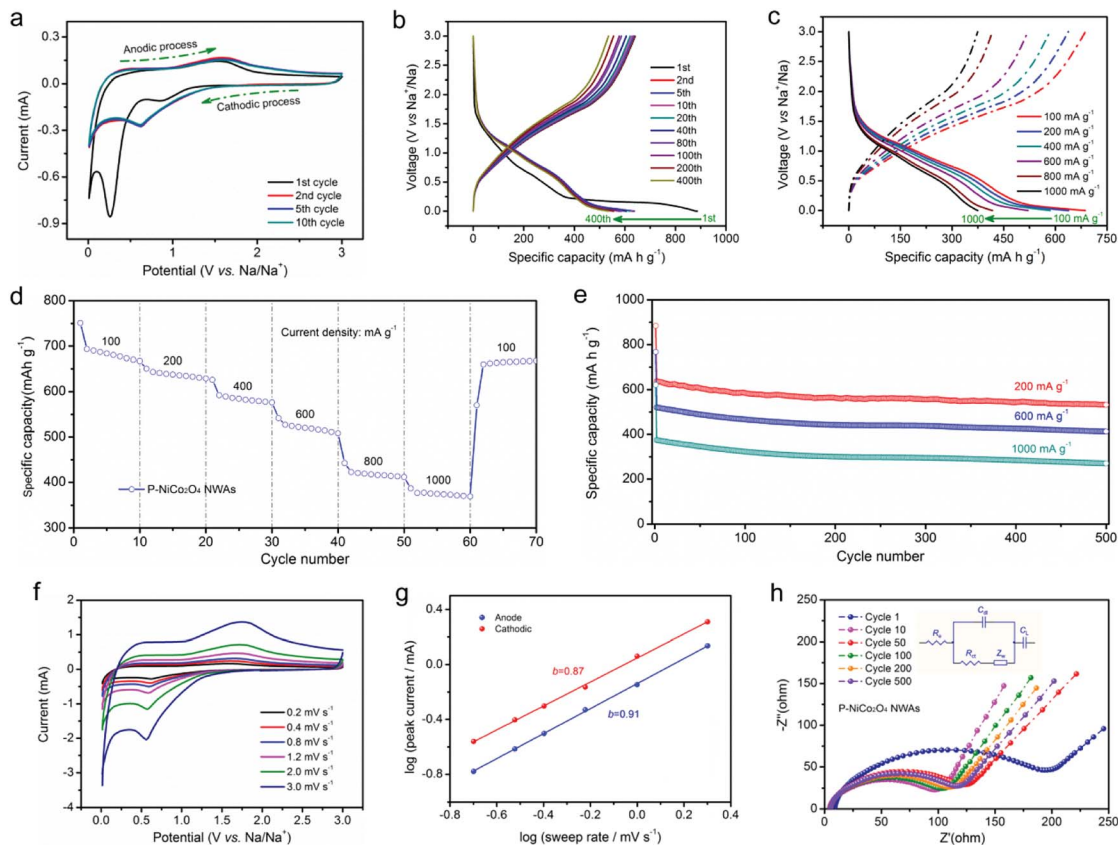 a
Anodic process
Cathodic process
1st cycle
2nd cycle
5th cycle
10th cycle
0.3
0.0
-0.3
-0.6
-0.9
0
1
2
3
Current (mA)
Potential (V vs. Na/Na⁺)
b
1st
2nd
5th
10th
20th
40th
80th
100th
200th
400th
400th
1st
3.0
2.5
2.0
1.5
1.0
0.5
0.0
0
200
400
600
800
1000
Voltage (V vs Na⁺/Na)
Specific capacity (mA h g⁻¹)
c
100 mA g⁻¹
200 mA g⁻¹
400 mA g⁻¹
600 mA g⁻¹
800 mA g⁻¹
1000 mA g⁻¹
1000
100 mA g⁻¹
3.0
2.5
2.0
1.5
1.0
0.5
0.0
0
150
300
450
600
750
Voltage (V vs Na⁺/Na)
Specific capacity (mA h g⁻¹)
d
Current density: mA g⁻¹
100
200
400
600
800
1000
100
P-NiCo₂O₄ NWAs
800
700
600
500
400
300
0
10
20
30
40
50
60
70
Specific capacity(mAh g⁻¹)
Cycle number
e
200 mA g⁻¹
600 mA g⁻¹
1000 mA g⁻¹
1000
800
600
400
200
0
0
100
200
300
400
500
Specific capacity (mA h g⁻¹)
Cycle number
f
0.2 mV s⁻¹
0.4 mV s⁻¹
0.8 mV s⁻¹
1.2 mV s⁻¹
2.0 mV s⁻¹
3.0 mV s⁻¹
2
1
0
-1
-2
-3
-4
0.0
0.5
1.0
1.5
2.0
2.5
3.0
Current (mA)
Potential (V vs. Na/Na⁺)
g
Anode
Cathodic
b=0.87
b=0.91
0.4
0.0
-0.4
-0.8
-0.8
-0.6
-0.4
-0.2
0.0
0.2
0.4
log (peak current / mA)
log (sweep rate / mV s⁻¹)
h
Cycle 1
Cycle 10
Cycle 50
Cycle 100
Cycle 200
Cycle 500
P-NiCo₂O₄ NWAs
C_L
250
200
150
100
50
0
0
50
100
150
200
250
-Z''(ohm)
Z'(ohm)